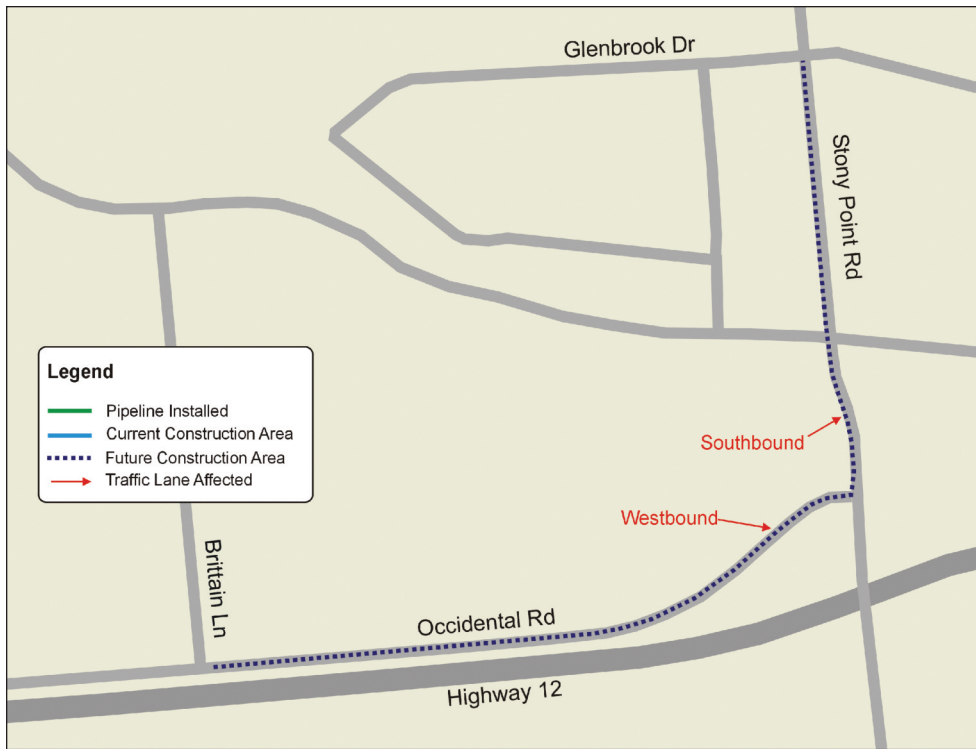 Glenbrook Dr
Stony Point Rd
Legend
Pipeline Installed
Current Construction Area
Future Construction Area
Traffic Lane Affected
Southbound
Westbound
Brittain Ln
Occidental Rd
Highway 12